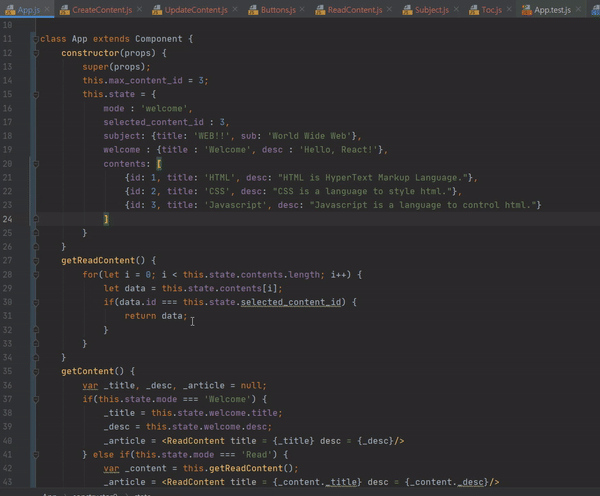 App.js × CreateContent.js × UpdateContent.js × Buttons.js × ReadContent.js × Subject.js × Toc.js × App.test.js ×
10
11 class App extends Component {
12 constructor(props) {
13 super(props);
14 this.max_content_id = 3;
15 this.state = {
16 mode : 'welcome',
17 selected_content_id : 3,
18 subject: {title: 'WEB!!', sub: 'World Wide Web'},
19 welcome : {title : 'Welcome', desc : 'Hello, React!'},
20 contents: [
21 {id: 1, title: 'HTML', desc: "HTML is HyperText Markup Language."},
22 {id: 2, title: 'CSS', desc: "CSS is a language to style html."},
23 {id: 3, title: 'Javascript', desc: "Javascript is a language to control html."}
24 ]
25 }
26 }
27 getReadContent() {
28 for(let i = 0; i < this.state.contents.length; i++) {
29 let data = this.state.contents[i];
30 if(data.id === this.state.selected_content_id) {
31 return data;
32 }
33 }
34 }
35 getContent() {
36 var _title, _desc, _article = null;
37 if(this.state.mode === 'Welcome') {
38 _title = this.state.welcome.title;
39 _desc = this.state.welcome.desc;
40 _article = <ReadContent title = {_title} desc = {_desc}/>
41 } else if(this.state.mode === 'Read') {
42 var _content = this.getReadContent();
43 _article = <ReadContent title = {_content._title} desc = {_content._desc}/>